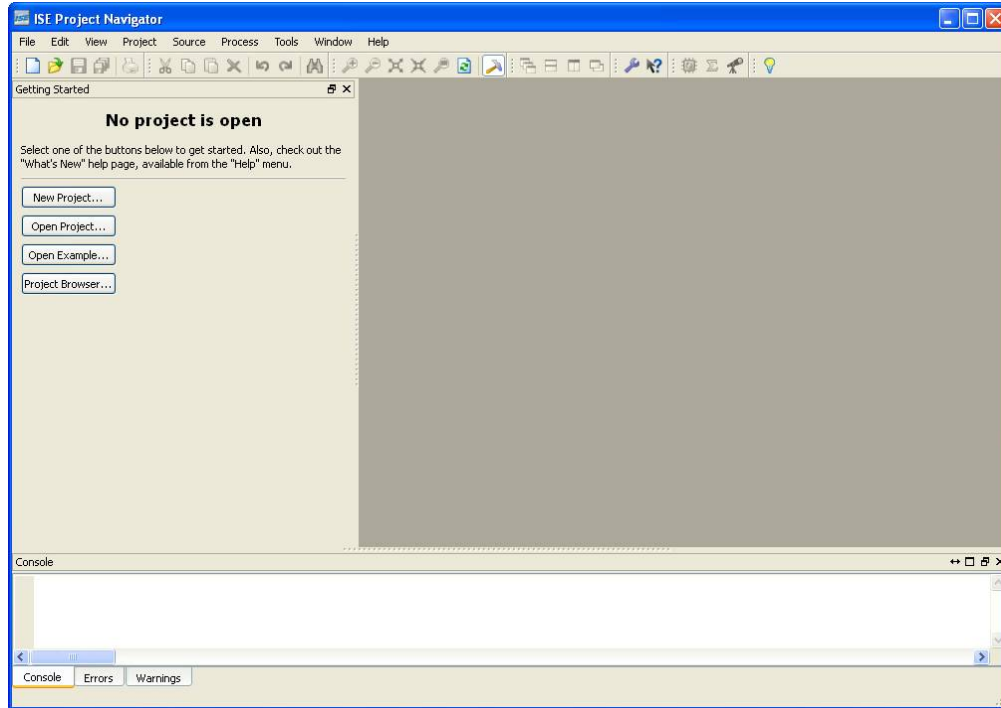 ISE ISE Project Navigator
File Edit View Project Source Process Tools Window Help
Getting Started
No project is open
Select one of the buttons below to get started. Also, check out the
"What's New" help page, available from the "Help" menu.
New Project...
Open Project...
Open Example...
Project Browser...
Console
Console Errors Warnings